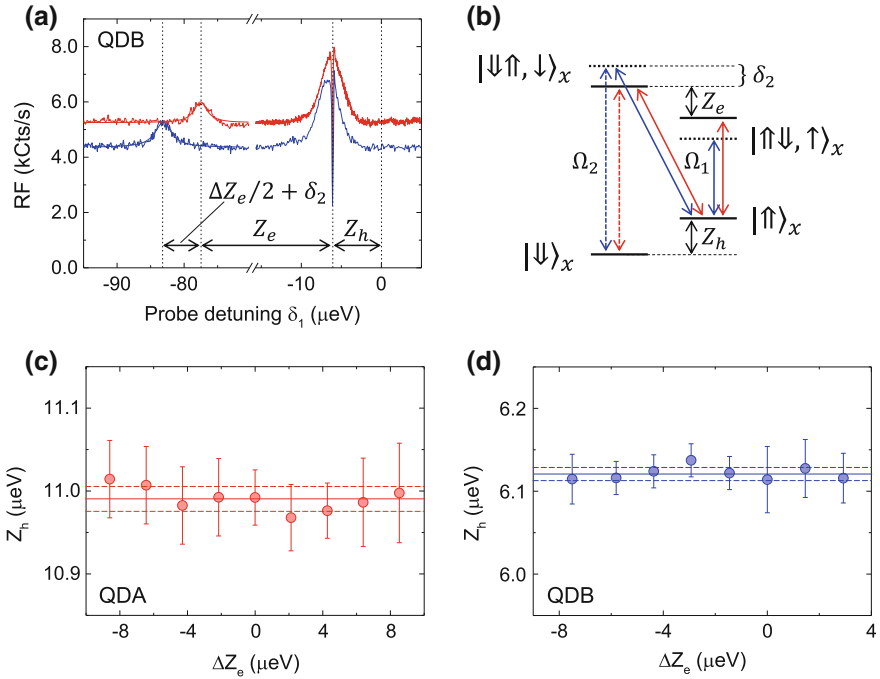 (a)
QDB
8.0
6.0
4.0
2.0
0.0
RF (kCts/s)
ΔZ_e/2 + δ_2
Z_e
Z_h
-90
-80
-10
0
Probe detuning δ_1 (μeV)
(b)
|⇓⇑, ↓⟩_x
} δ_2
Z_e
|⇑⇓, ↑⟩_x
Ω_2
Ω_1
|⇑⟩_x
Z_h
|⇓⟩_x
(c)
11.1
11.0
10.9
Z_h (μeV)
QDA
-8
-4
0
4
8
ΔZ_e (μeV)
(d)
6.2
6.1
6.0
Z_h (μeV)
QDB
-8
-4
0
4
ΔZ_e (μeV)